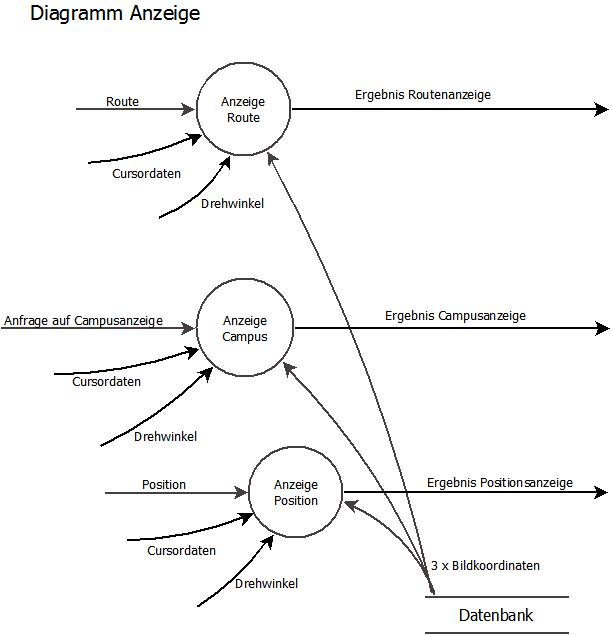 Diagramm Anzeige
Anzeige
Route
Route
Ergebnis Routenanzeige
Cursordaten
Drehwinkel
Anfrage auf Campusanzeige
Anzeige
Campus
Ergebnis Campusanzeige
Cursordaten
Drehwinkel
Position
Anzeige
Position
Ergebnis Positionsanzeige
Cursordaten
Drehwinkel
3 x Bildkoordinaten
Datenbank